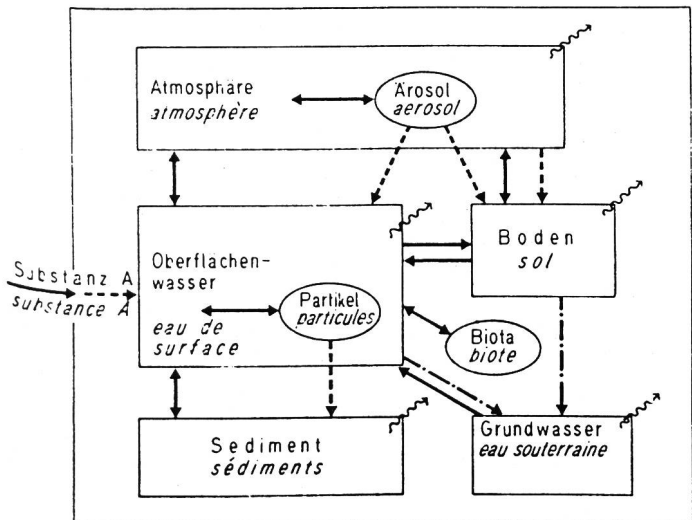 Atmosphäre
atmosphère
Ärosol
aerosol
Substanz A
substance A
Oberflächen-
wasser
eau de
surface
Partikel
particules
Boden
sol
Biota
biote
Sediment
sédiments
Grundwasser
eau souterraine